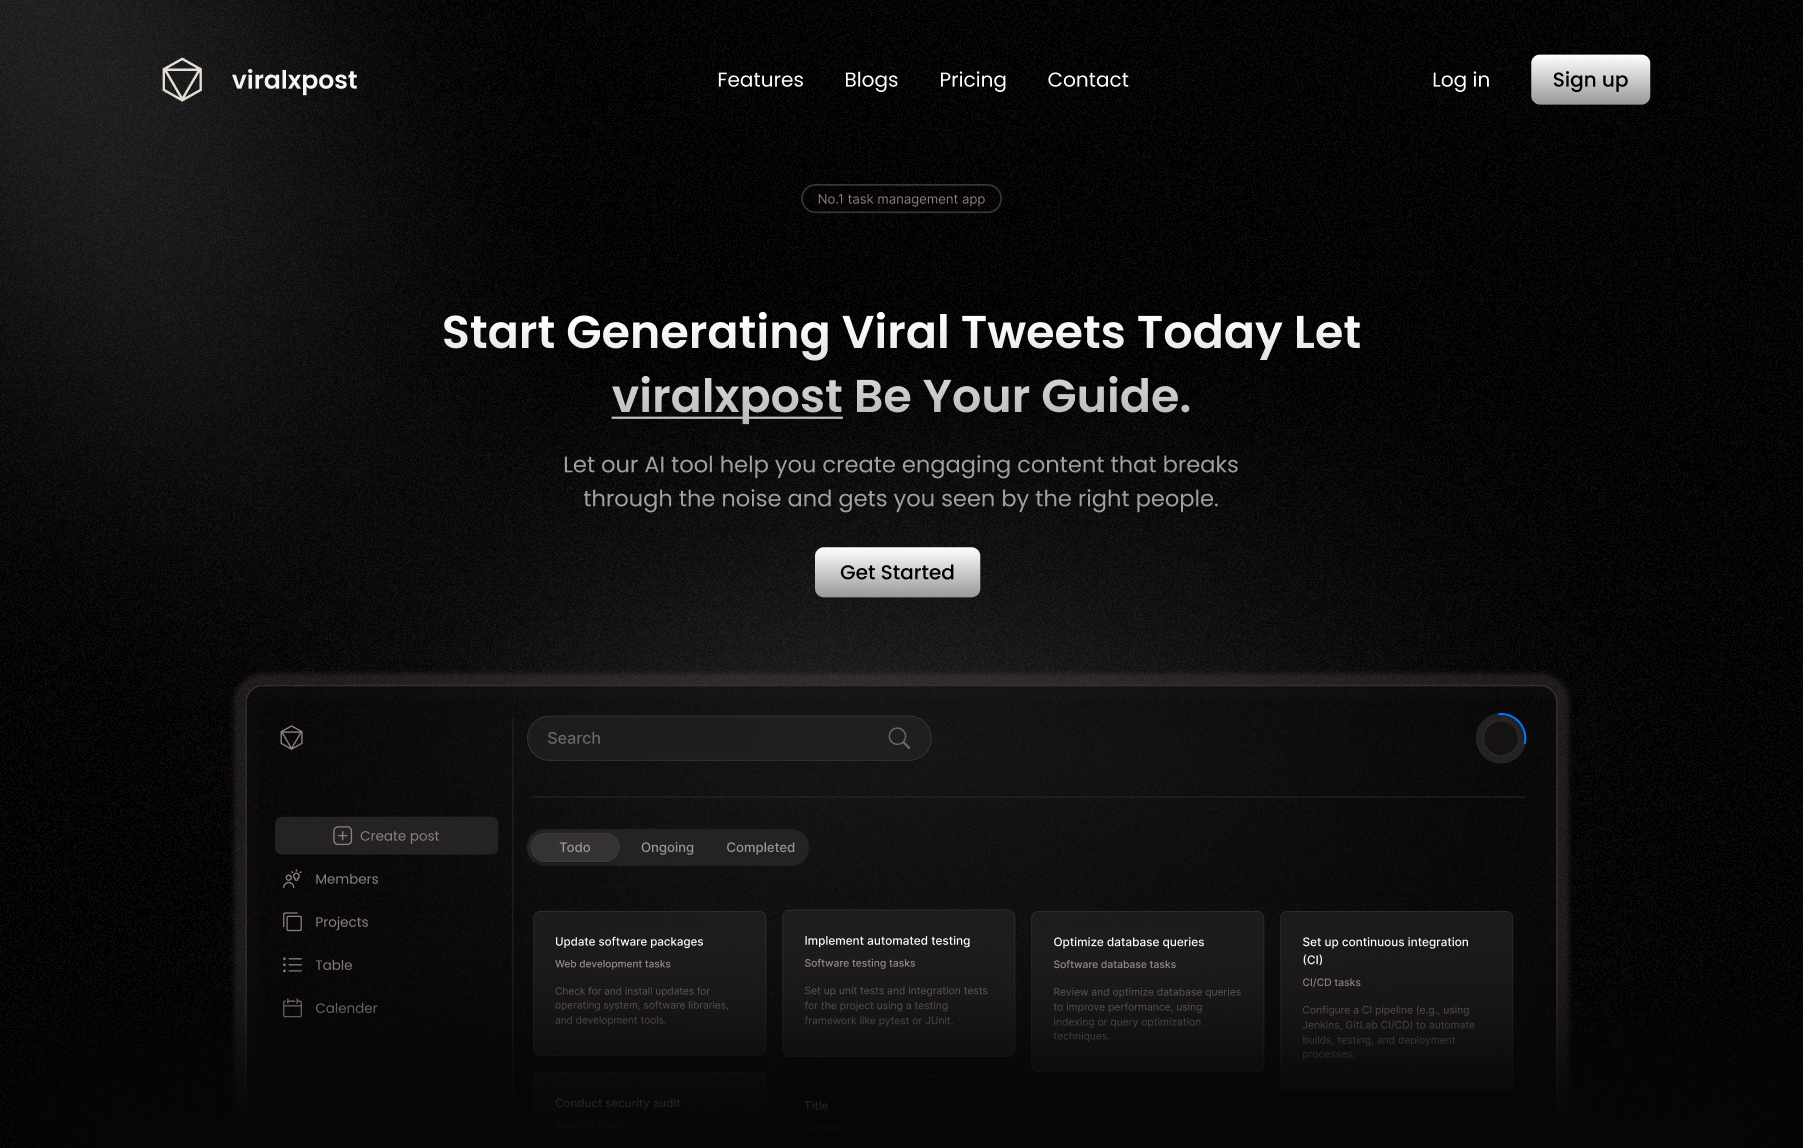 viralxpost
Features Blogs Pricing Contact
Log in Sign up
No.1 task management app
Start Generating Viral Tweets Today Let
viralxpost Be Your Guide.
Let our AI tool help you create engaging content that breaks
through the noise and gets you seen by the right people.
Get Started
Search
Create post
Members
Projects
Table
Calender
Todo Ongoing Completed
Update software packages
Web development tasks
Check for and install updates for
operating system, software libraries,
and development tools.
Implement automated testing
Software testing tasks
Set up unit tests and integration tests
for the project using a testing
framework like pytest or JUnit.
Optimize database queries
Software database tasks
Review and optimize database queries
to improve performance, using
indexing or query optimization
techniques.
Set up continuous integration
(CI)
CI/CD tasks
Configure a CI pipeline (e.g., using
Jenkins, GitLab CI/CD) to automate
builds, testing, and deployment
processes.
Conduct security audit
Title